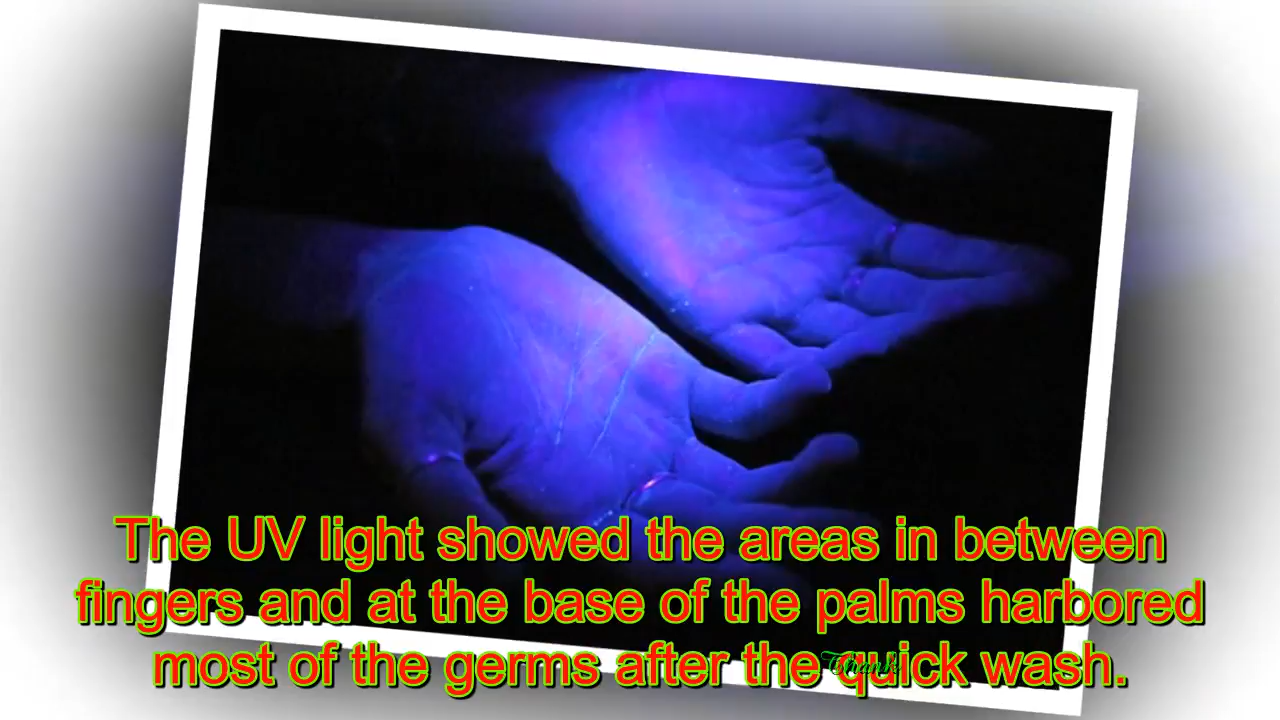 The UV light showed the areas in between
fingers and at the base of the palms harbored
most of the germs after the quick wash.
Thank